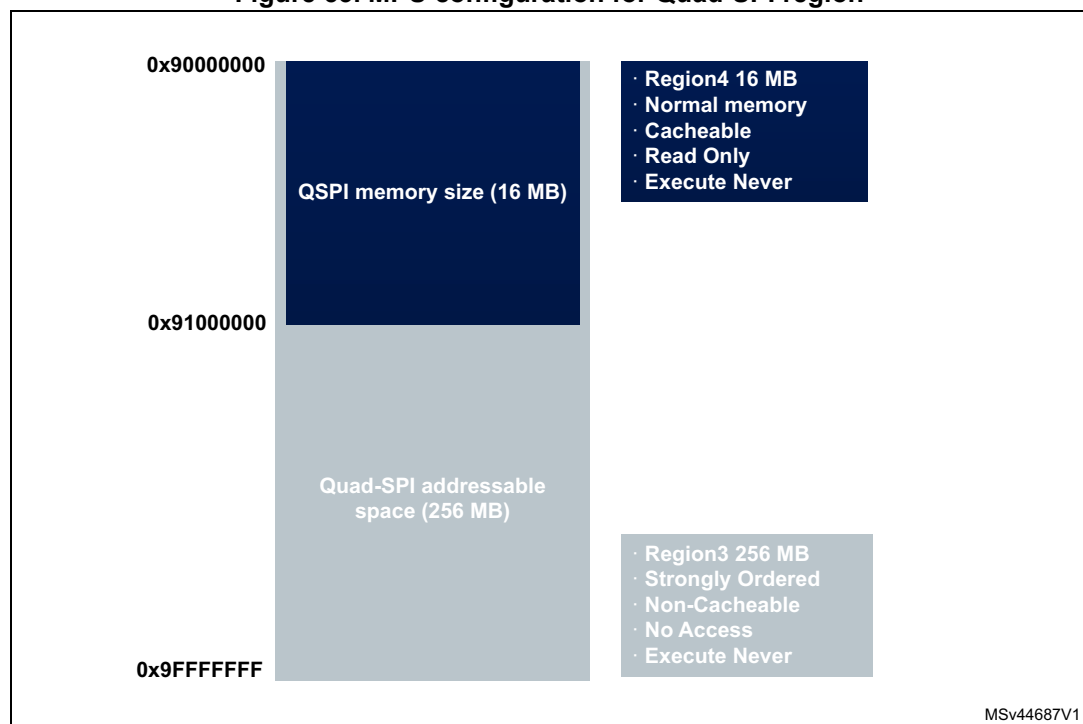 0x90000000
· Region4 16 MB
· Normal memory
· Cacheable
· Read Only
· Execute Never
QSPI memory size (16 MB)
0x91000000
Quad-SPI addressable
space (256 MB)
· Region3 256 MB
· Strongly Ordered
· Non-Cacheable
· No Access
· Execute Never
0x9FFFFFFF
MSv44687V1